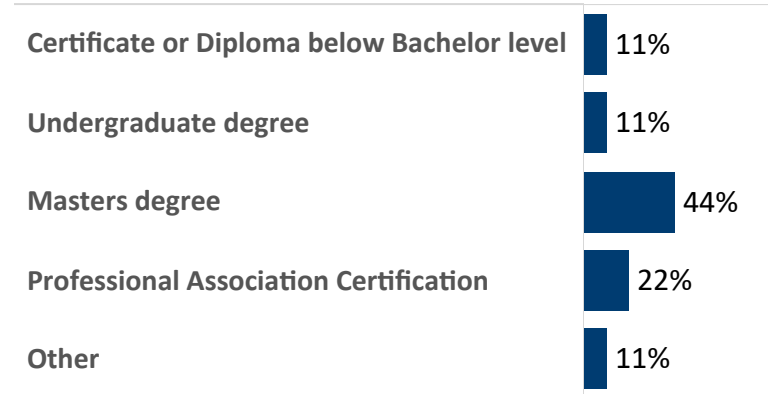 Certificate or Diploma below Bachelor level 11%
Undergraduate degree 11%
Masters degree 44%
Professional Association Certification 22%
Other 11%